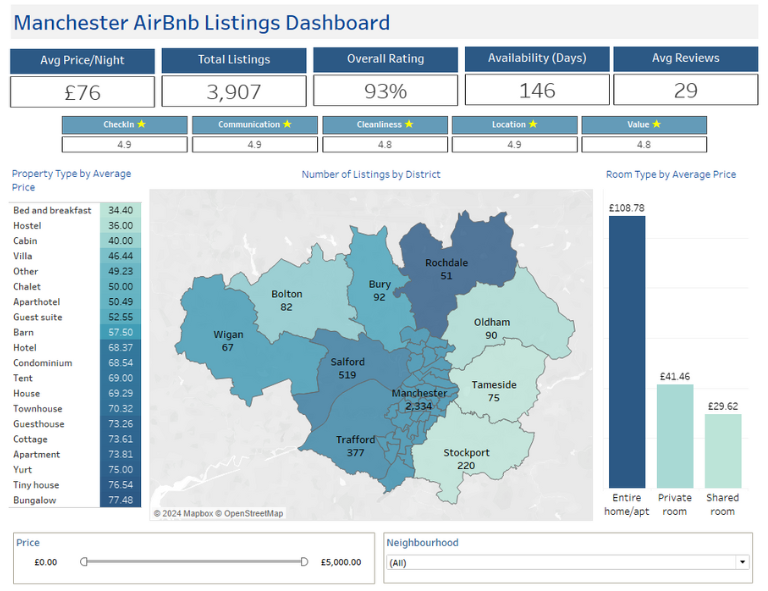 Manchester AirBnb Listings Dashboard
Avg Price/Night
Total Listings
Overall Rating
Availability (Days)
Avg Reviews
£76
3,907
93%
146
29
CheckIn ★
Communication ★
Cleanliness ★
Location ★
Value ★
4.9
4.9
4.8
4.9
4.8
Property Type by Average
Price
Bed and breakfast 34.40
Hostel 36.00
Cabin 40.00
Villa 46.44
Other 49.23
Chalet 50.00
Aparthotel 50.49
Guest suite 52.55
Barn 57.50
Hotel 68.37
Condominium 68.54
Tent 69.00
House 69.29
Townhouse 70.32
Guesthouse 73.26
Cottage 73.61
Apartment 73.81
Yurt 75.00
Tiny house 76.54
Bungalow 77.48
Number of Listings by District
Rochdale
51
Bury
92
Bolton
82
Oldham
90
Wigan
67
Salford
519
Tameside
75
Manchester
2,334
Trafford
377
Stockport
220
© 2024 Mapbox © OpenStreetMap
Room Type by Average Price
£108.78
£41.46
£29.62
Entire
home/apt
Private
room
Shared
room
Price
£0.00
£5,000.00
Neighbourhood
(All)